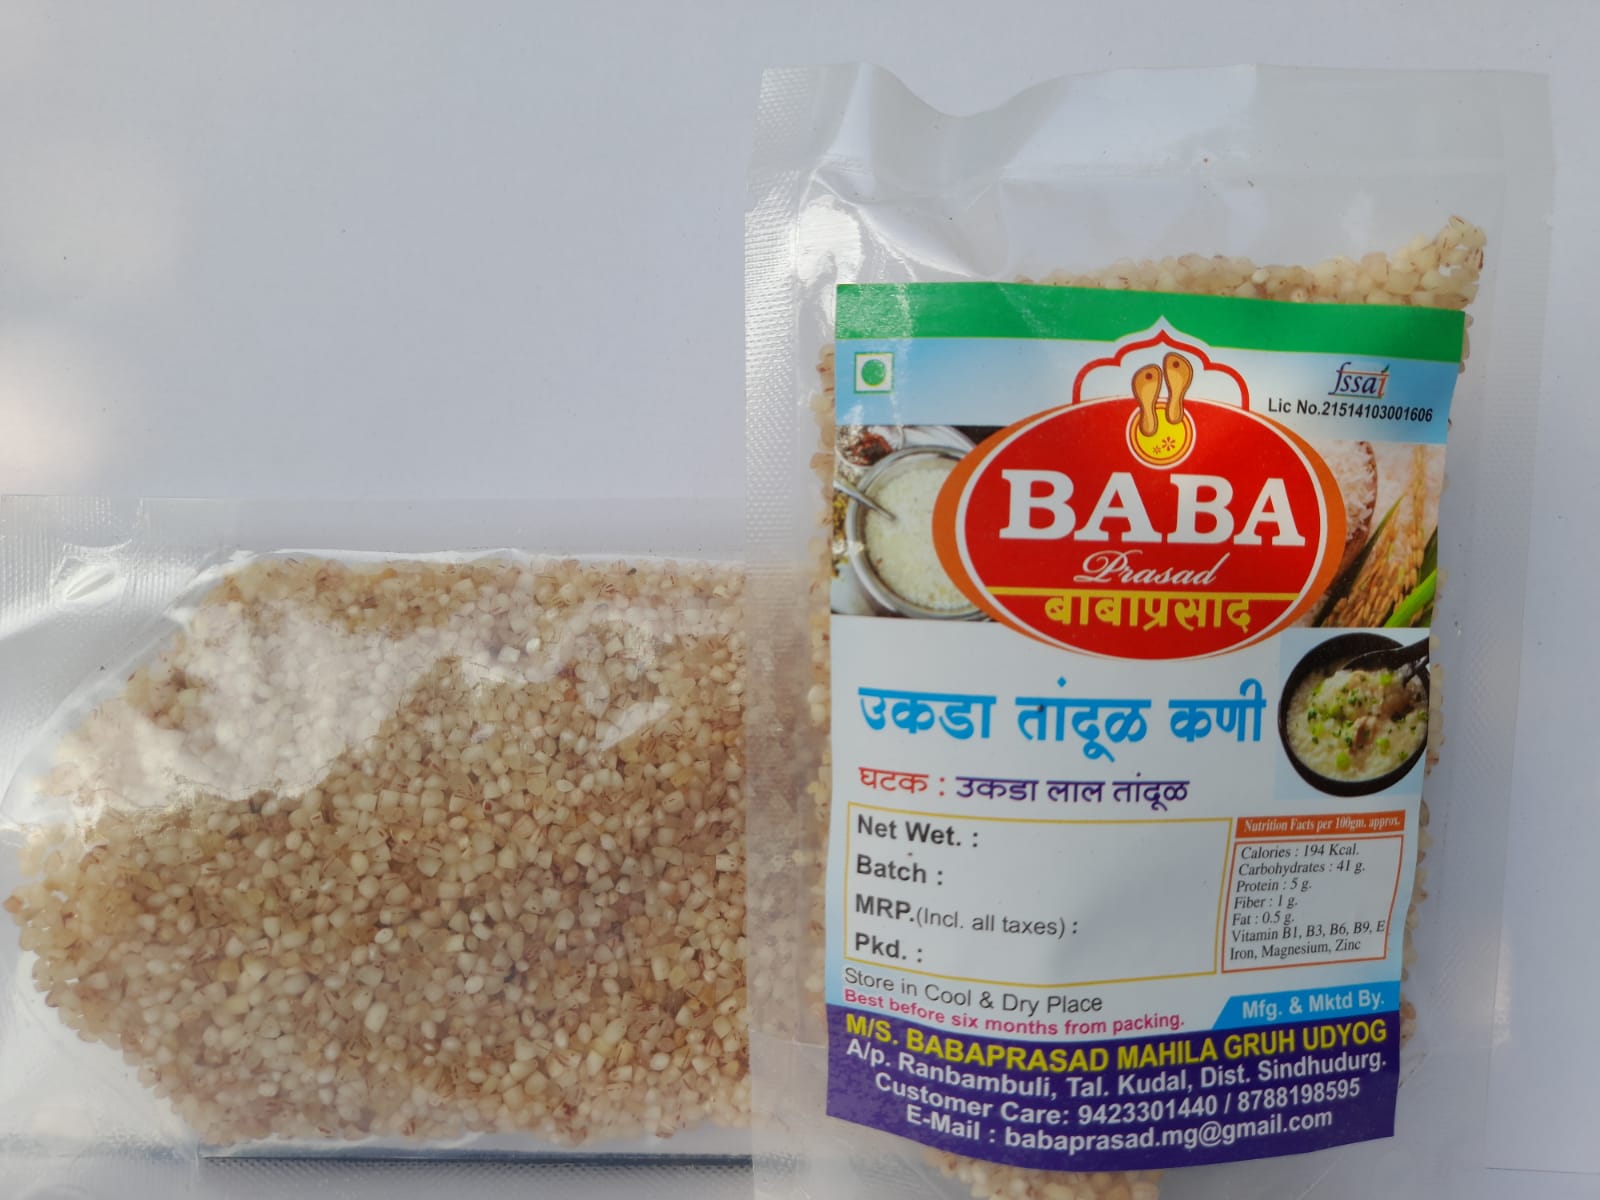 fssai
Lic No.21514103001606
BABA
Prasad
बाबाप्रसाद
उकडा तांदूळ कणी
घटक : उकडा लाल तांदूळ
Net Wet. :
Batch :
MRP.(Incl. all taxes) :
Pkd. :
Nutrition Facts per 100gm. approx.
Calories : 194 Kcal.
Carbohydrates : 41 g.
Protein : 5 g.
Fiber : 1 g.
Fat : 0.5 g.
Vitamin B1, B3, B6, B9, E
Iron, Magnesium, Zinc
Store in Cool & Dry Place
Best before six months from packing.
Mfg. & Mktd By.
M/S. BABAPRASAD MAHILA GRUH UDYOG
A/p. Ranbambuli, Tal. Kudal, Dist. Sindhudurg.
Customer Care: 9423301440 / 8788198595
E-Mail : babaprasad.mg@gmail.com